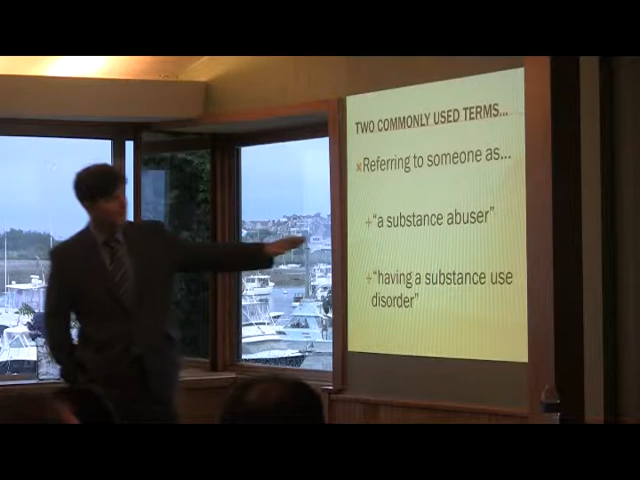 TWO COMMONLY USED TERMS...
×Referring to someone as...
+"a substance abuser"
+"having a substance use
disorder"